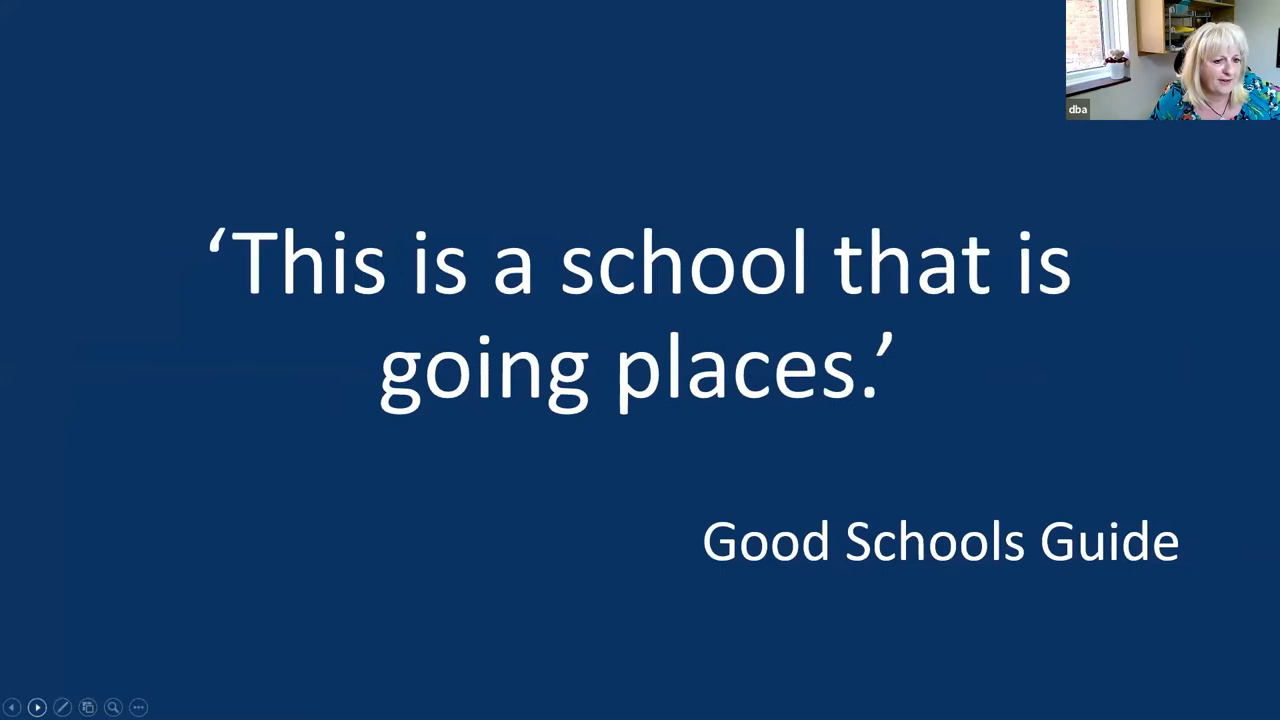 dba
‘This is a school that is
going places.’
Good Schools Guide